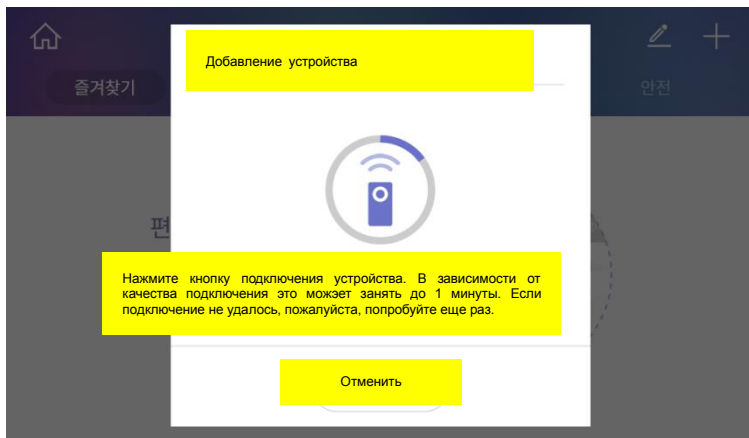 Добавление устройства
즐겨찾기
안전
편
Нажмите кнопку подключения устройства. В зависимости от
качества подключения это можэет занять до 1 минуты. Если
подключение не удалось, пожалуйста, попробуйте еще раз.
Отменить